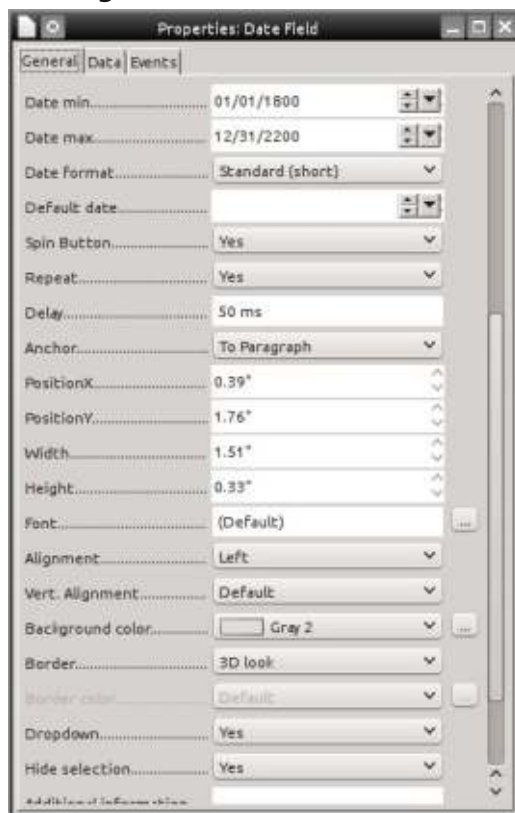 Properties: Date Field
General Data Events
Date min........................ 01/01/1800
Date max........................ 12/31/2200
Date format.................... Standard (short)
Default date....................
Spin Button.................... Yes
Repeat.......................... Yes
Delay............................ 50 ms
Anchor.......................... To Paragraph
PositionX....................... 0.39"
PositionY....................... 1.76"
Width........................... 1.51"
Height.......................... 0.33"
Font............................. (Default) ...
Alignment...................... Left
Vert. Alignment............... Default
Background color............ Gray 2 ...
Border.......................... 3D look
Border color................... Default ...
Dropdown...................... Yes
Hide selection................. Yes
Additional information